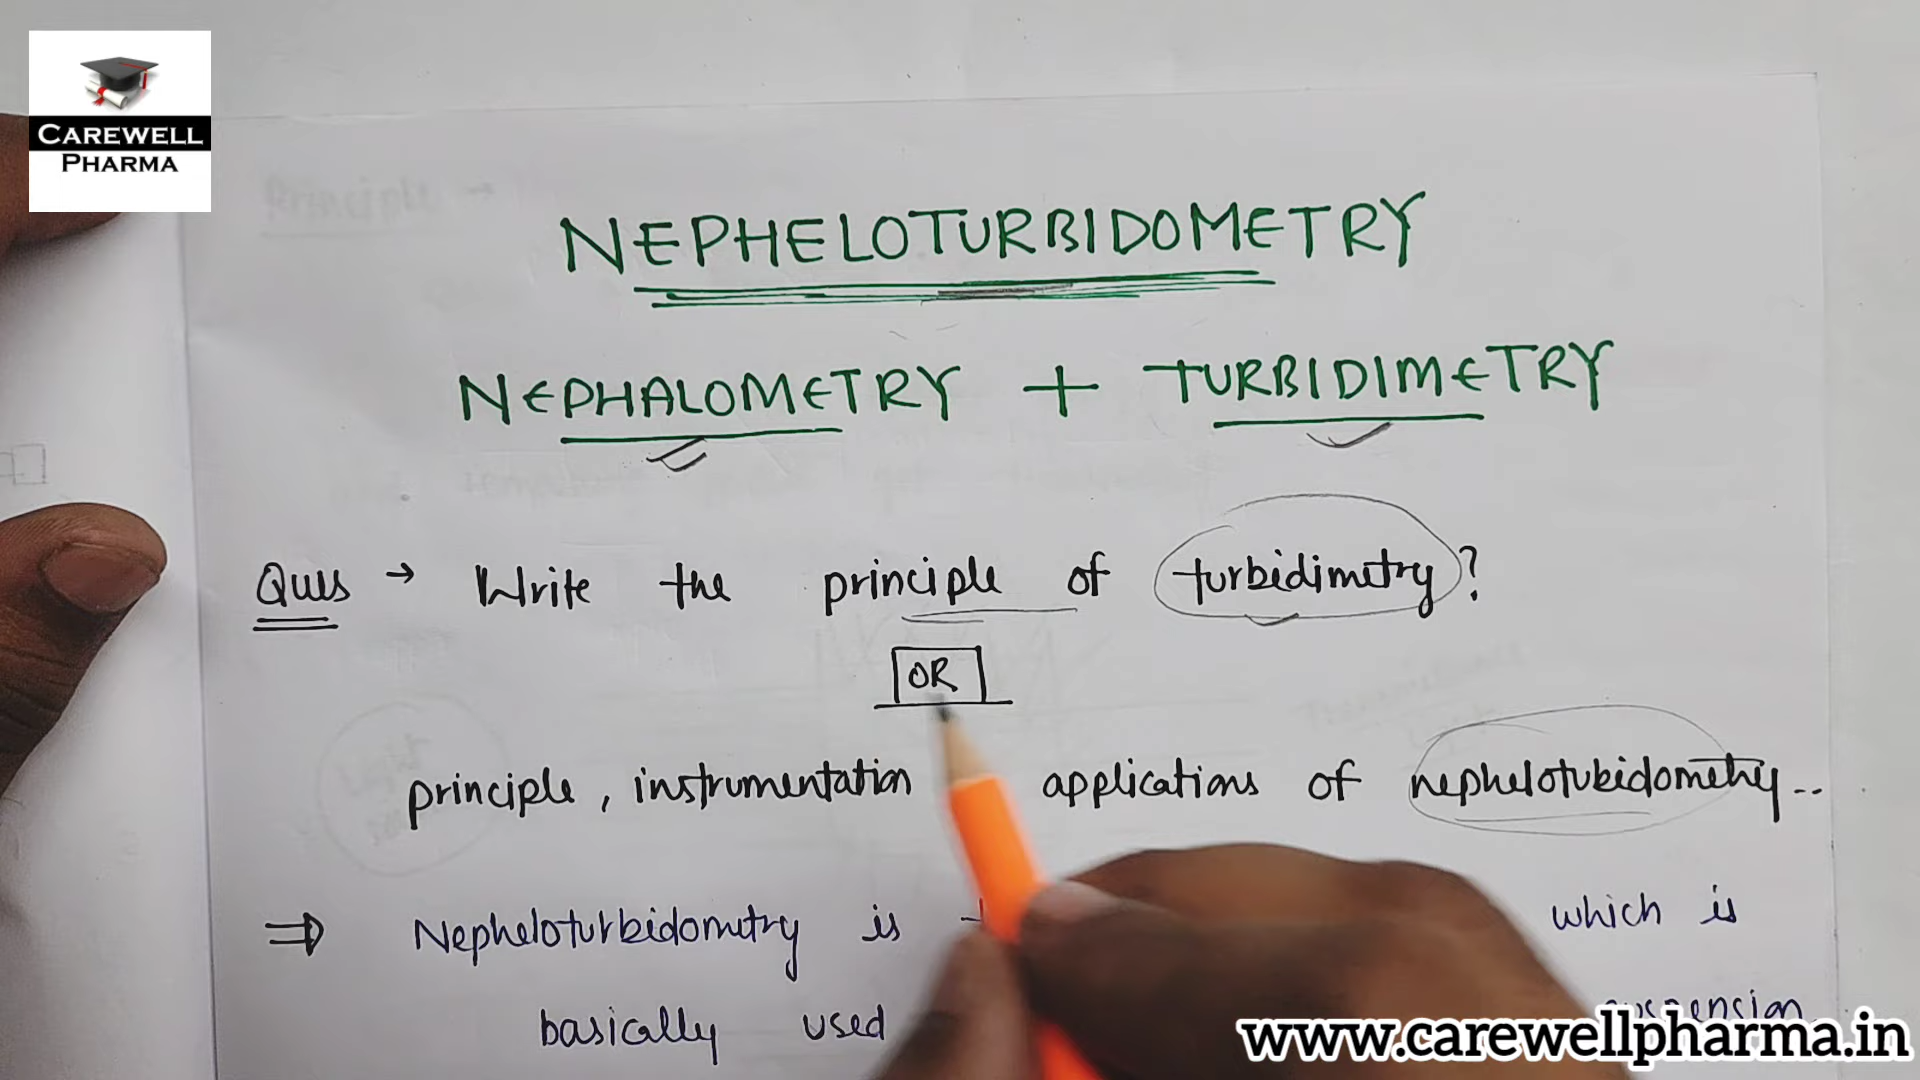 CAREWELL
PHARMA
NEPHELOTURBIDOMETRY
NEPHALOMETRY + TURBIDIMETRY
Ques → Write the principle of turbidimetry?
OR
principle, instrumentation applications of nephelotubidometry..
⇒ Nepheloturbidometry is which is
basically used
www.carewellpharma.in